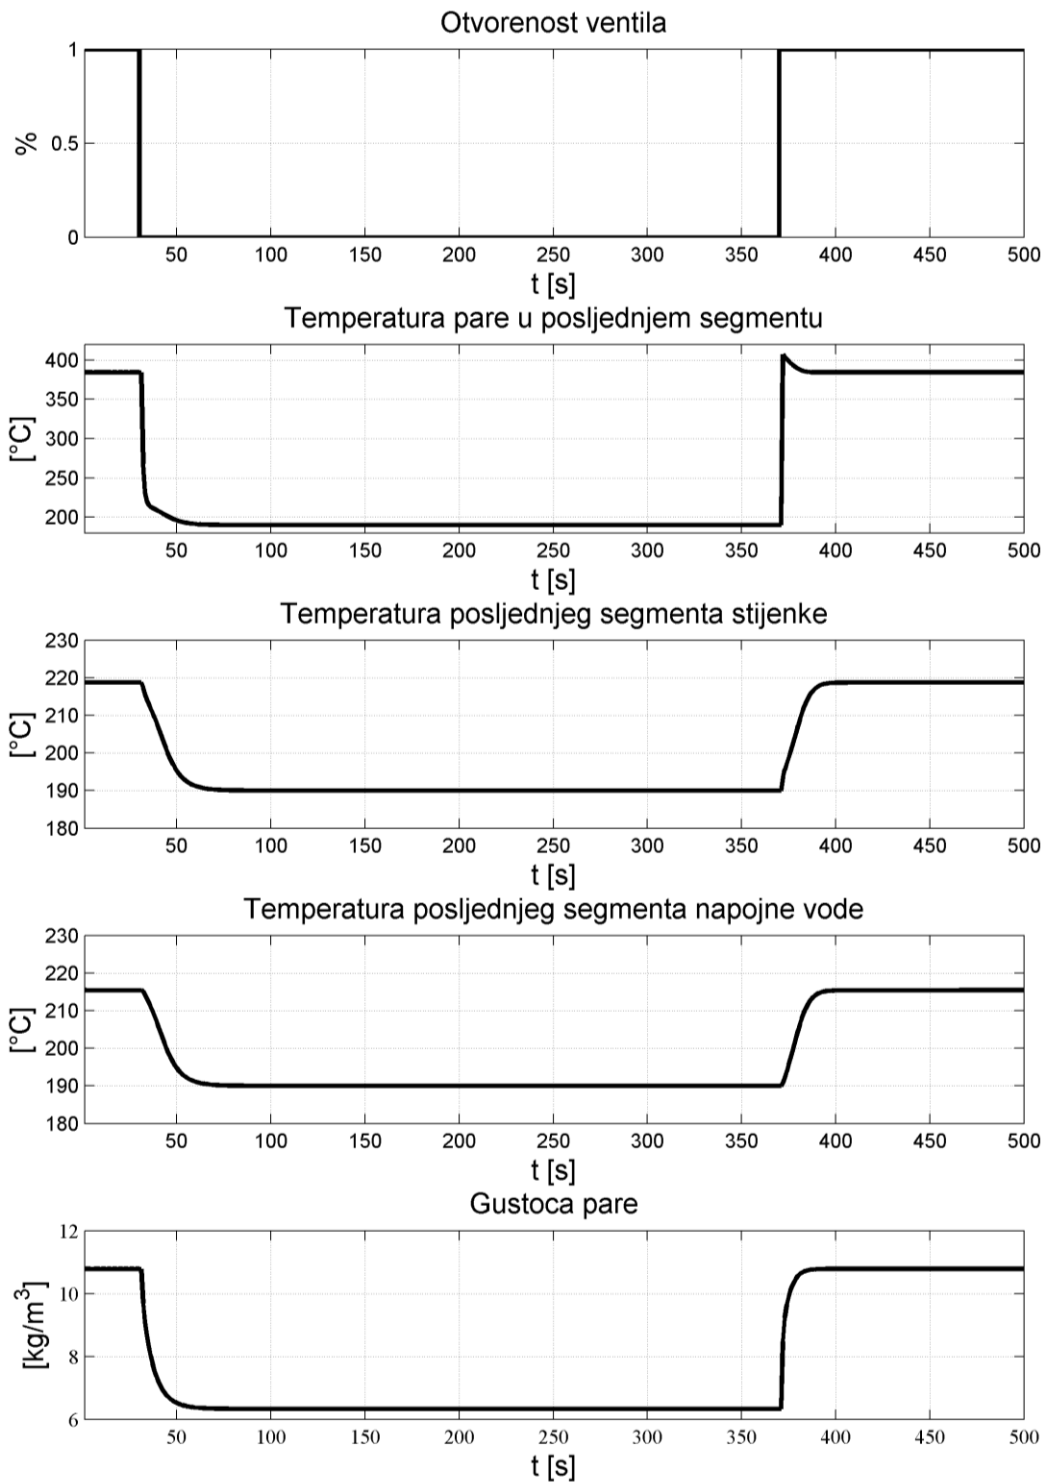 Otvorenost ventila
1
0.5
0
%
50 100 150 200 250 300 350 400 450 500
t [s]
Temperatura pare u posljednjem segmentu
400
350
300
250
200
[°C]
50 100 150 200 250 300 350 400 450 500
t [s]
Temperatura posljednjeg segmenta stijenke
230
220
210
200
190
180
[°C]
50 100 150 200 250 300 350 400 450 500
t [s]
Temperatura posljednjeg segmenta napojne vode
230
220
210
200
190
180
[°C]
50 100 150 200 250 300 350 400 450 500
t [s]
Gustoca pare
12
10
8
6
[kg/m³]
50 100 150 200 250 300 350 400 450 500
t [s]